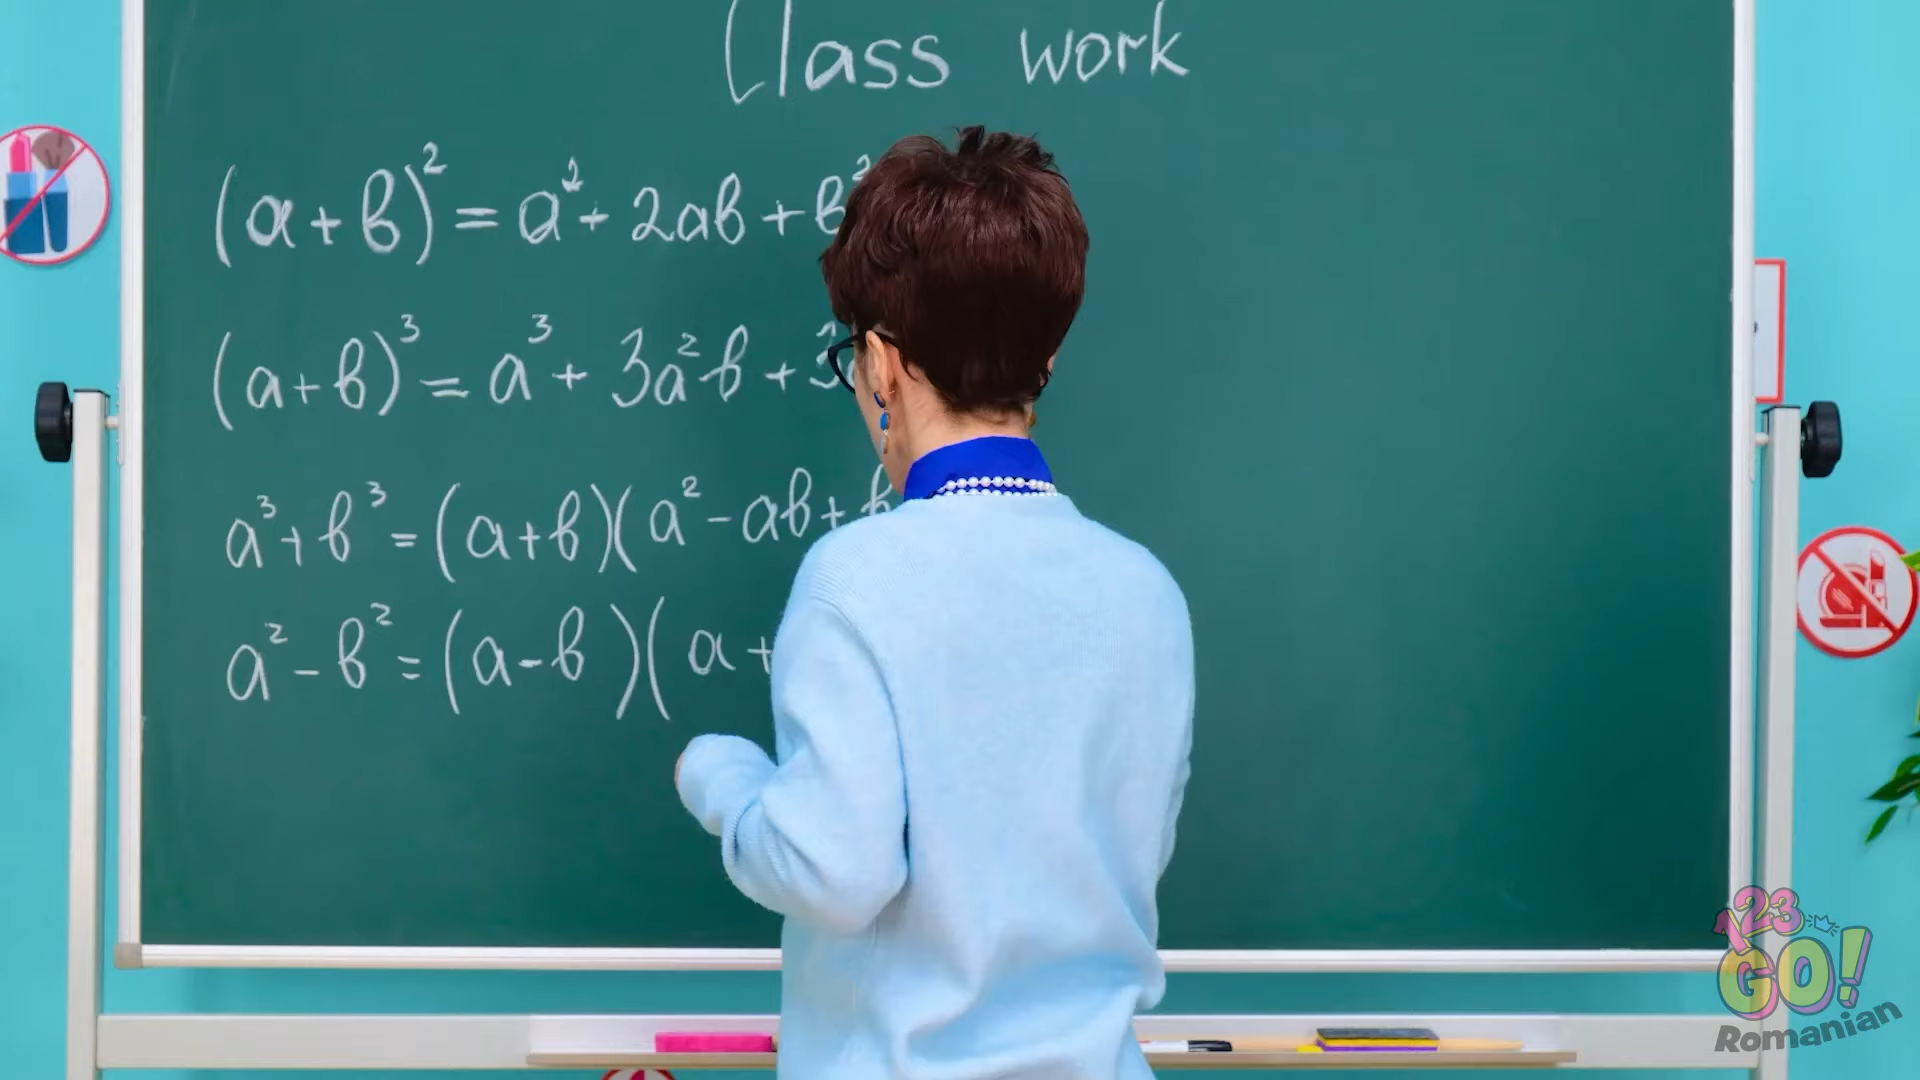 Class work
(a+b)² = a² + 2ab + b²
(a+b)³ = a³ + 3a²b + 3
a³+b³ = (a+b)(a² - ab + b
a² - b² = (a-b)(a +
123 GO!
Romanian